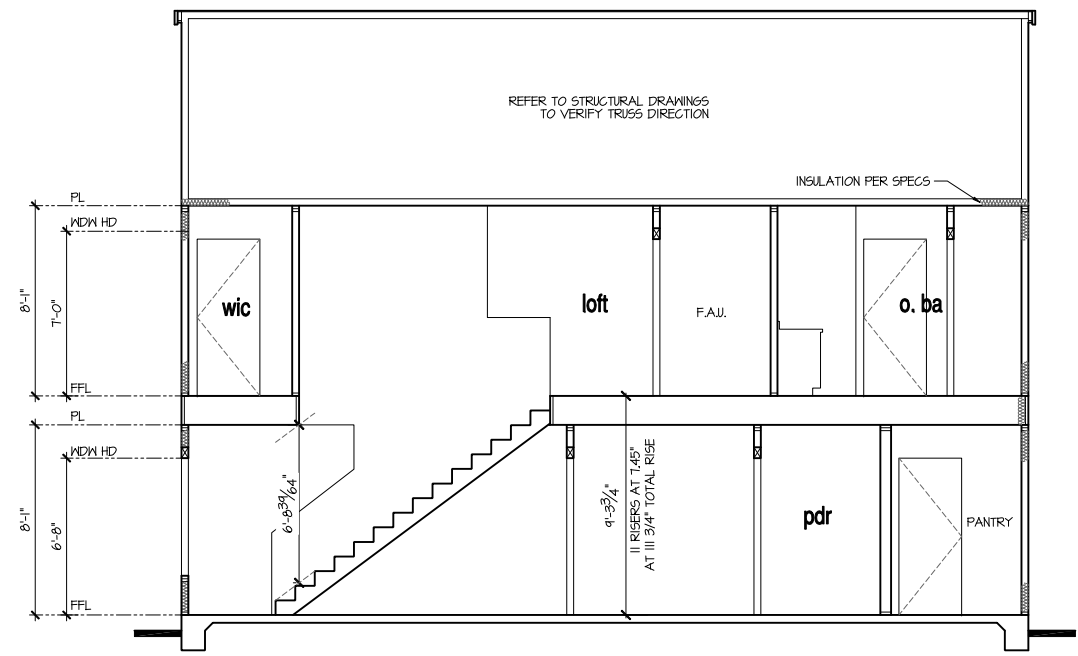 REFER TO STRUCTURAL DRAWINGS
TO VERIFY TRUSS DIRECTION
INSULATION PER SPECS
PL
WDW HD
8'-1"
7'-0"
wic
loft
F.A.U.
o. ba
FFL
PL
WDW HD
8'-1"
6'-8"
6'-8 39/64"
9'-3 3/4"
11 RISERS AT 7.45"
AT 111 3/4" TOTAL RISE
pdr
PANTRY
FFL